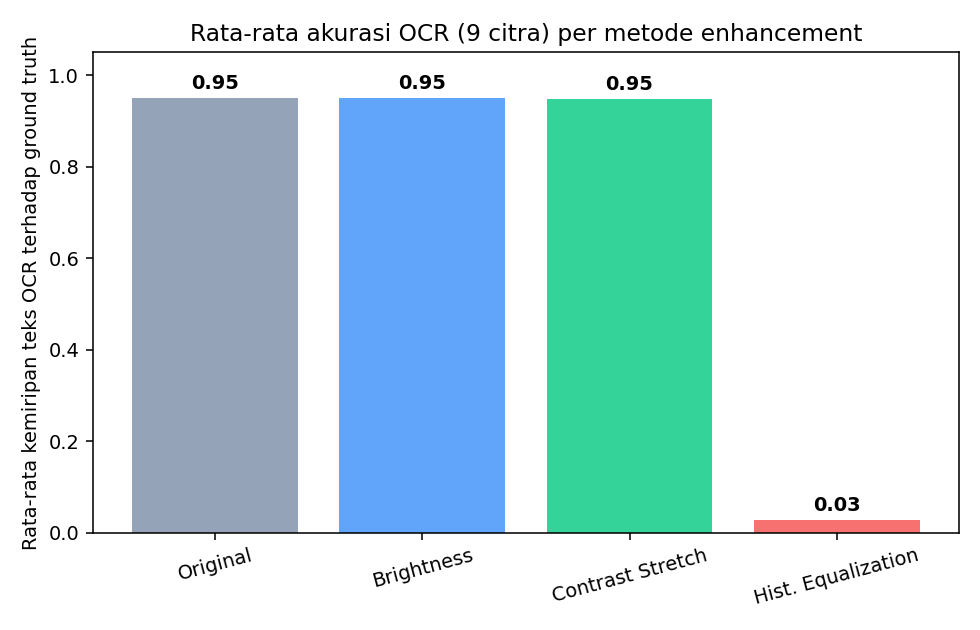 Rata-rata akurasi OCR (9 citra) per metode enhancement
Rata-rata kemiripan teks OCR terhadap ground truth
1.0
0.8
0.6
0.4
0.2
0.0
0.95
0.95
0.95
0.03
Original
Brightness
Contrast Stretch
Hist. Equalization